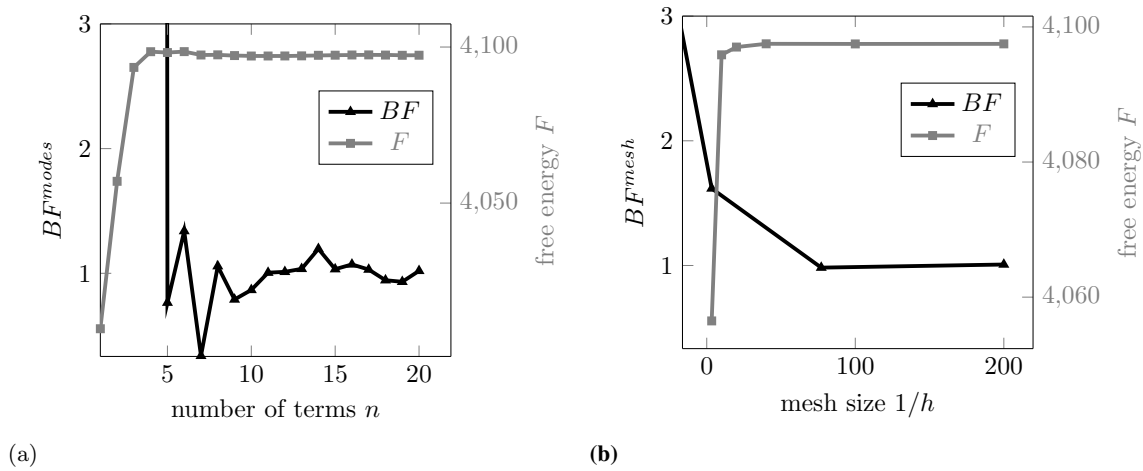 3
2
1
5
10
15
20
4,100
4,050
BF
F
BF^{modes}
free energy F
number of terms n
(a)
3
2
1
0
100
200
4,100
4,080
4,060
BF
F
BF^{mesh}
free energy F
mesh size 1/h
(b)